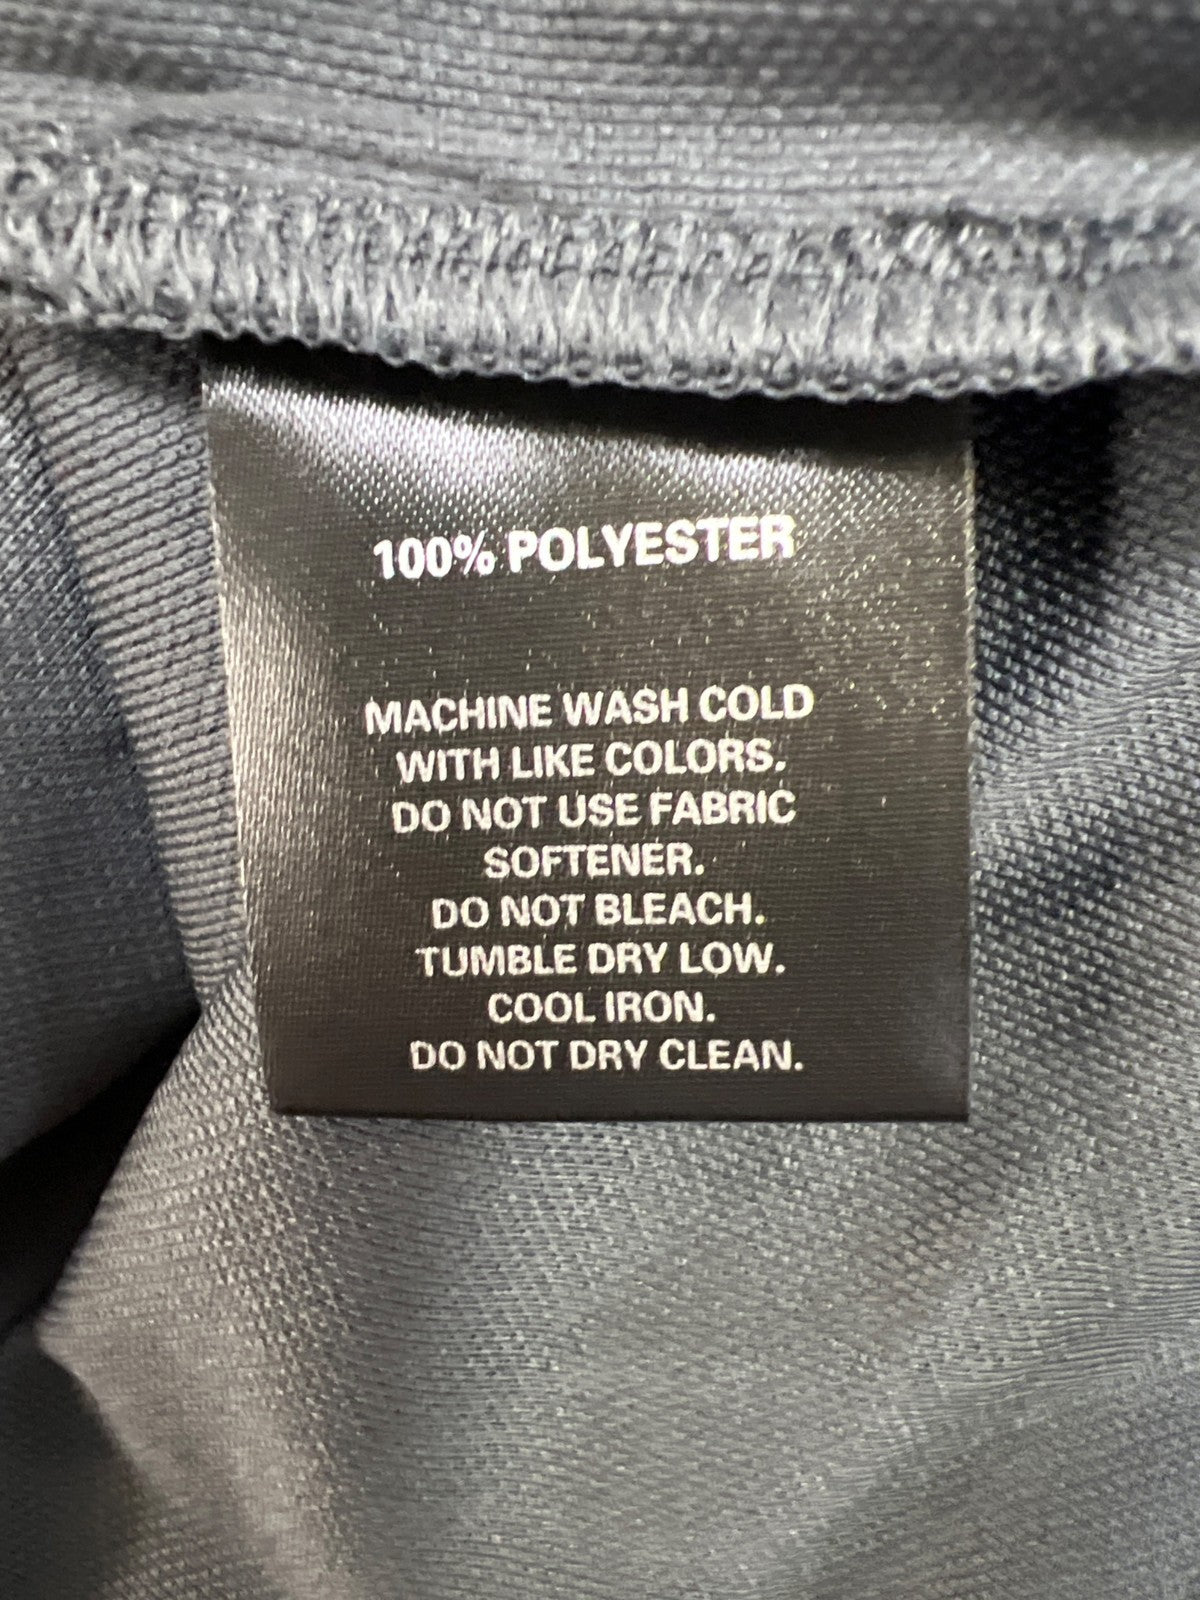 100% POLYESTER
MACHINE WASH COLD
WITH LIKE COLORS.
DO NOT USE FABRIC
SOFTENER.
DO NOT BLEACH.
TUMBLE DRY LOW.
COOL IRON.
DO NOT DRY CLEAN.